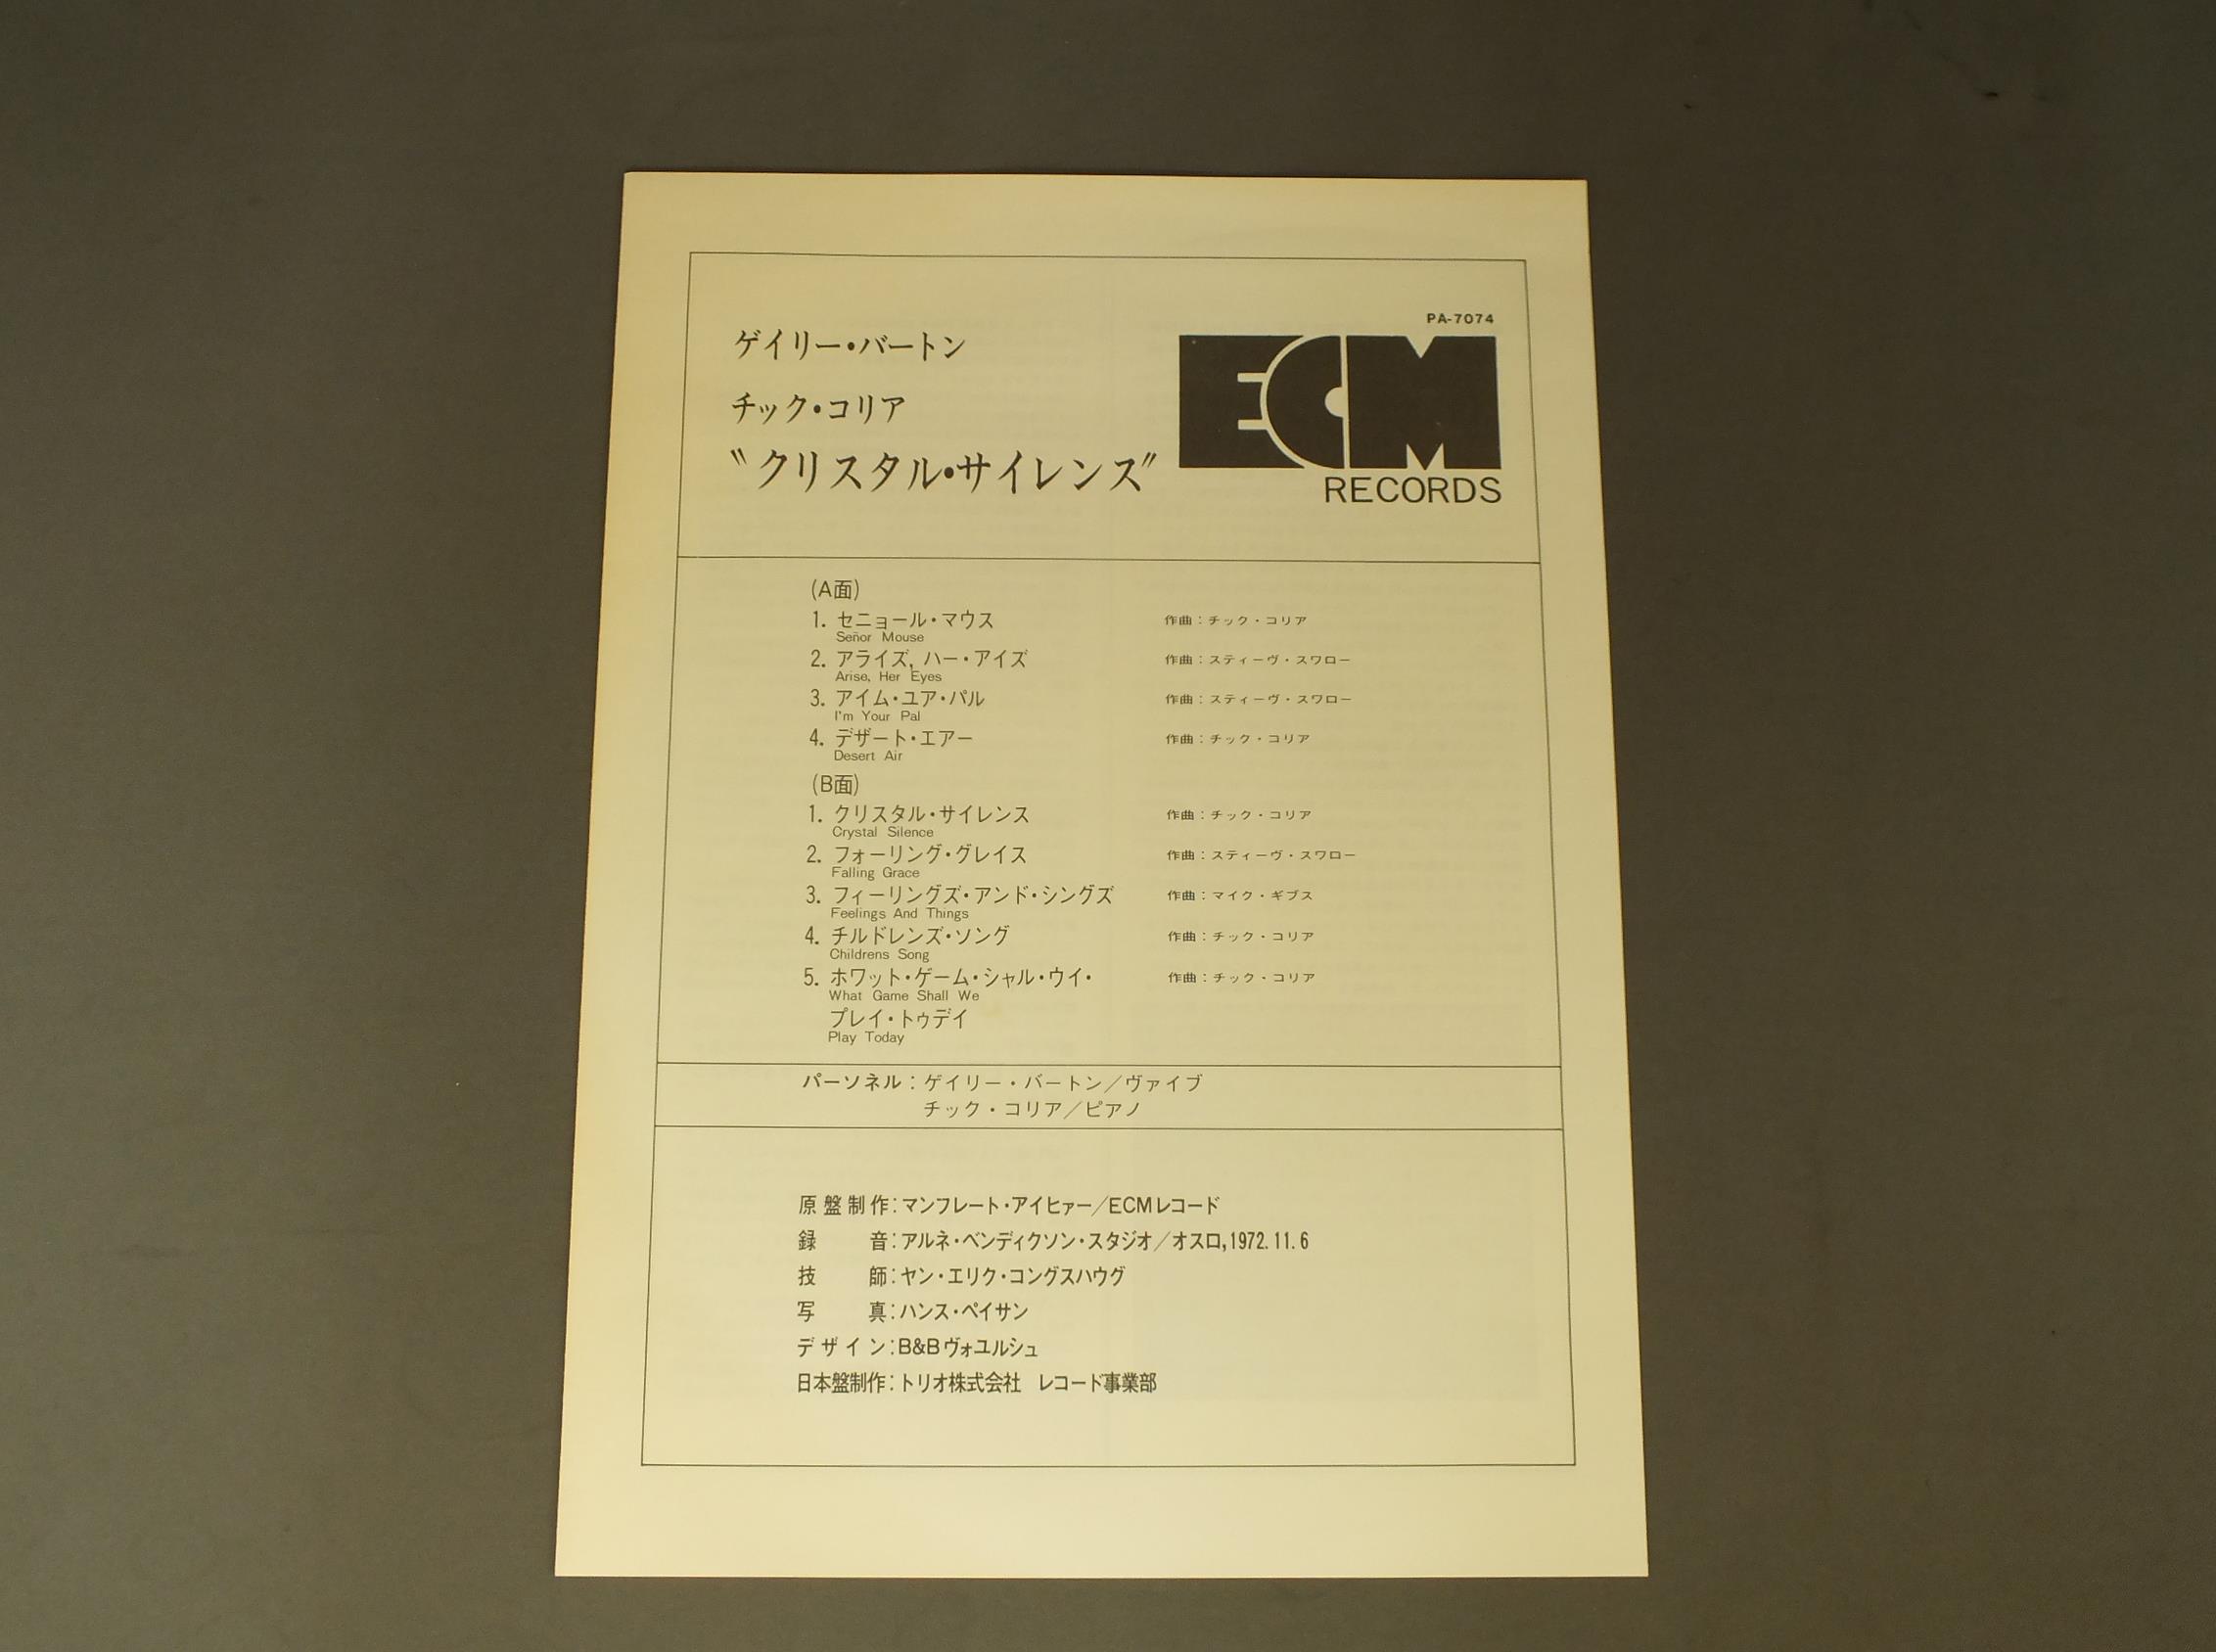 PA-7074
ゲイリー・バートン
チック・コリア
〝クリスタル・サイレンス〞
ECM
RECORDS
(A面)
1. セニョール・マウス 作曲：チック・コリア
Señor Mouse
2. アライズ, ハー・アイズ 作曲：スティーヴ・スワロー
Arise, Her Eyes
3. アイム・ユア・パル 作曲：スティーヴ・スワロー
I'm Your Pal
4. デザート・エアー 作曲：チック・コリア
Desert Air
(B面)
1. クリスタル・サイレンス 作曲：チック・コリア
Crystal Silence
2. フォーリング・グレイス 作曲：スティーヴ・スワロー
Falling Grace
3. フィーリングズ・アンド・シングズ 作曲：マイク・ギブス
Feelings And Things
4. チルドレンズ・ソング 作曲：チック・コリア
Childrens Song
5. ホワット・ゲーム・シャル・ウイ・ 作曲：チック・コリア
What Game Shall We
プレイ・トゥデイ
Play Today
パーソネル：ゲイリー・バートン／ヴァイブ
チック・コリア／ピアノ
原盤制作：マンフレート・アイヒァー／ECMレコード
録音：アルネ・ベンディクソン・スタジオ／オスロ,1972.11.6
技師：ヤン・エリク・コングスハウグ
写真：ハンス・ペイサン
デザイン：B&Bヴォユルシュ
日本盤制作：トリオ株式会社 レコード事業部